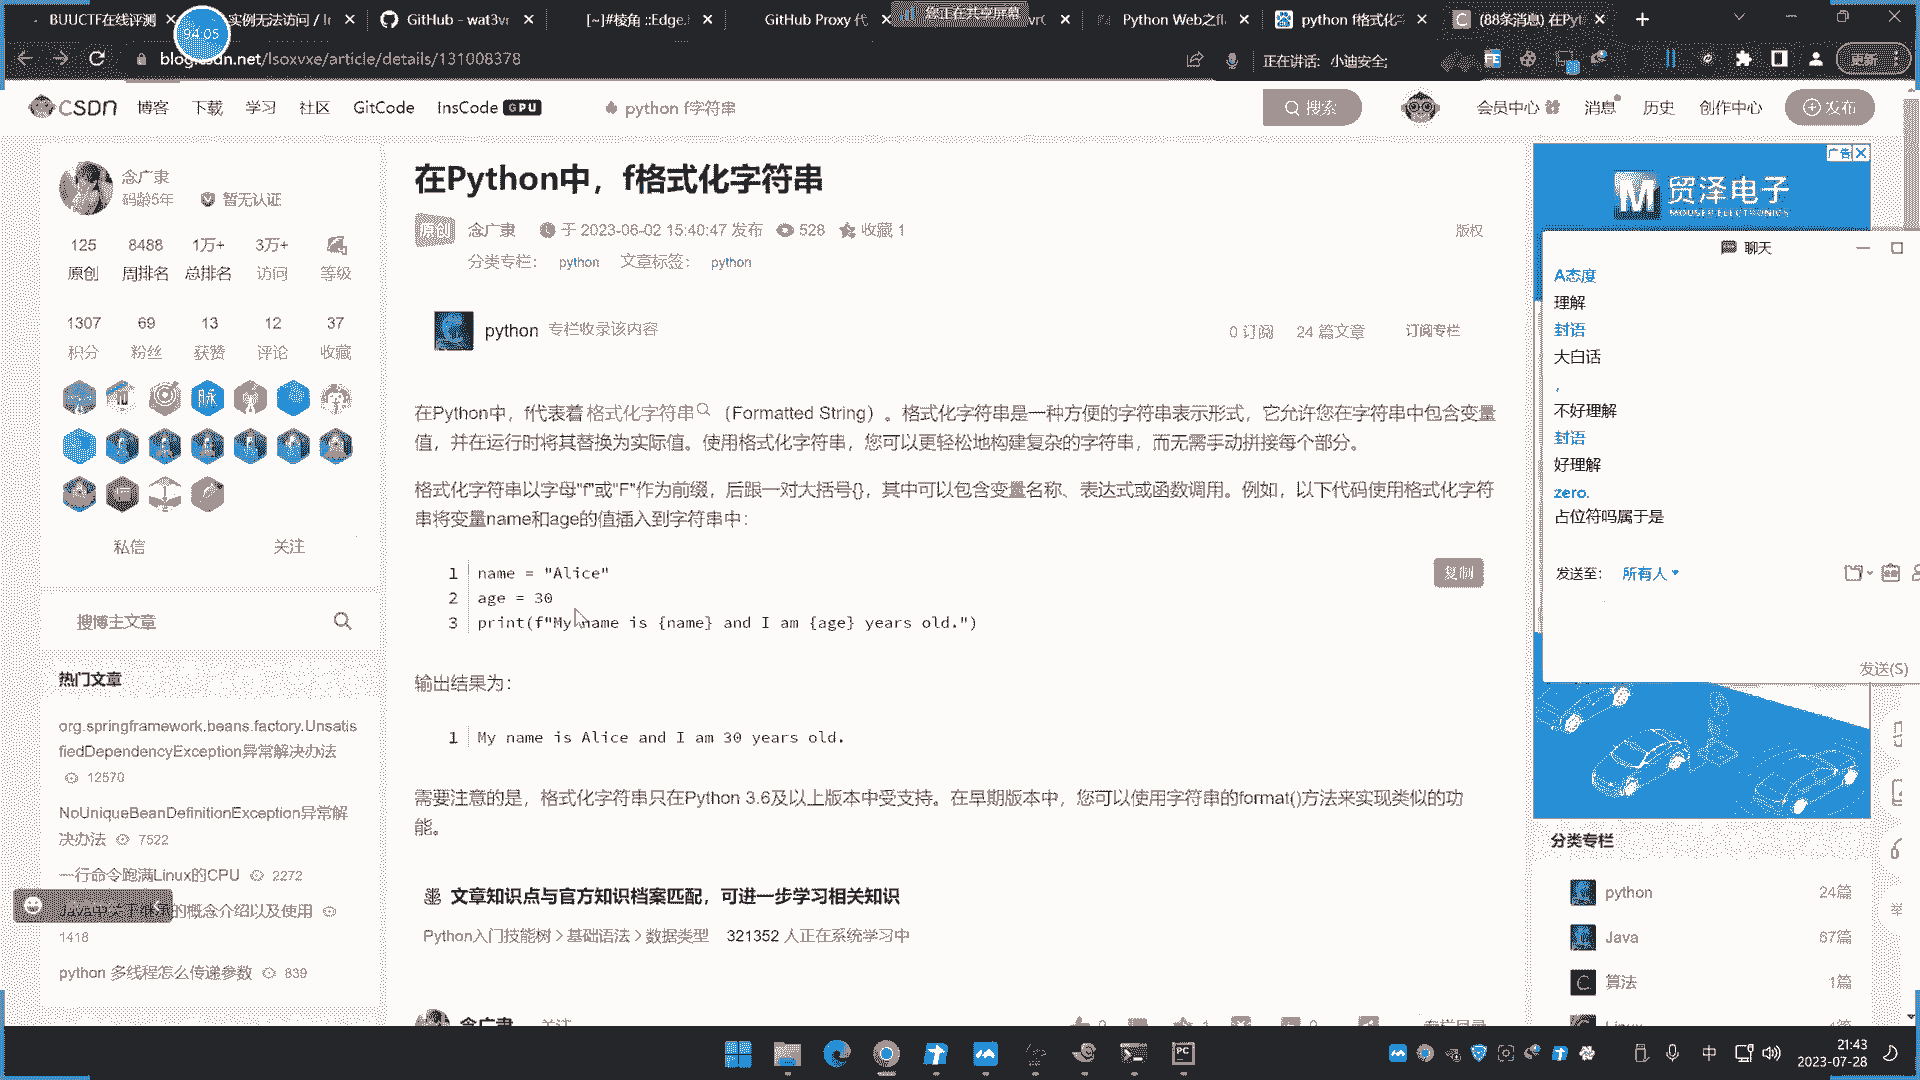 BUUCTF在线评测
实例无法访问 / Ir
GitHub - wat3vr
[~]#棱角 ::Edge.
GitHub Proxy 代
您正在共享屏幕
Python Web之fl
python f格式化字
(88条消息) 在Pyt
94:05
blog.csdn.net/lsoxvxe/article/details/131008378
正在讲话: 小迪安全;
更新
CSDN 博客 下载 学习 社区 GitCode InsCode GPU
python f字符串
搜索
会员中心 消息 历史 创作中心 发布
念广隶
码龄5年 暂无认证
125 8488 1万+ 3万+
原创 周排名 总排名 访问 等级
1307 69 13 12 37
积分 粉丝 获赞 评论 收藏
脉
私信 关注
搜博主文章
热门文章
org.springframework.beans.factory.Unsatis
fiedDependencyException异常解决办法
12570
NoUniqueBeanDefinitionException异常解
决办法 7522
一行命令跑满Linux的CPU 2272
Java中关于继承的概念介绍以及使用
1418
python 多线程怎么传递参数 839
在Python中，f格式化字符串
原创 念广隶 于 2023-06-02 15:40:47 发布 528 收藏 1
版权
分类专栏： python 文章标签： python
python 专栏收录该内容
0 订阅 24 篇文章 订阅专栏
在Python中，f代表着 格式化字符串 （Formatted String）。格式化字符串是一种方便的字符串表示形式，它允许您在字符串中包含变量
值，并在运行时将其替换为实际值。使用格式化字符串，您可以更轻松地构建复杂的字符串，而无需手动拼接每个部分。
格式化字符串以字母"f"或"F"作为前缀，后跟一对大括号{}，其中可以包含变量名称、表达式或函数调用。例如，以下代码使用格式化字符
串将变量name和age的值插入到字符串中：
1 name = "Alice"
2 age = 30
3 print(f"My name is {name} and I am {age} years old.")
复制
输出结果为：
1 My name is Alice and I am 30 years old.
需要注意的是，格式化字符串只在Python 3.6及以上版本中受支持。在早期版本中，您可以使用字符串的format()方法来实现类似的功
能。
文章知识点与官方知识档案匹配，可进一步学习相关知识
Python入门技能树 基础语法 数据类型 321352 人正在系统学习中
念广隶 关注
专栏目录
广告
贸泽电子
MOUSER ELECTRONICS
聊天
A态度
理解
封语
大白话
,
不好理解
封语
好理解
zero.
占位符吗属于是
发送至: 所有人
发送(S)
分类专栏
python 24篇
Java 67篇
算法 1篇
Linux 4篇
举
中
21:43
2023-07-28